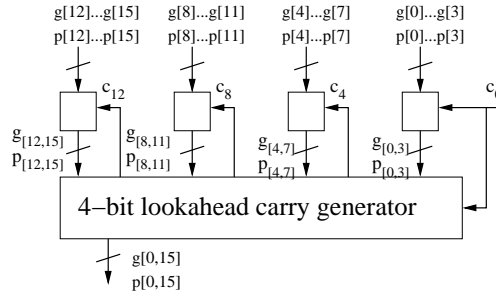 g[12]...g[15] g[8]...g[11] g[4]...g[7] g[0]...g[3]
p[12]...p[15] p[8]...p[11] p[4]...p[7] p[0]...p[3]
c12 c8 c4 c0
g[12,15] g[8,11] g[4,7] g[0,3]
p[12,15] p[8,11] p[4,7] p[0,3]
4-bit lookahead carry generator
g[0,15]
p[0,15]